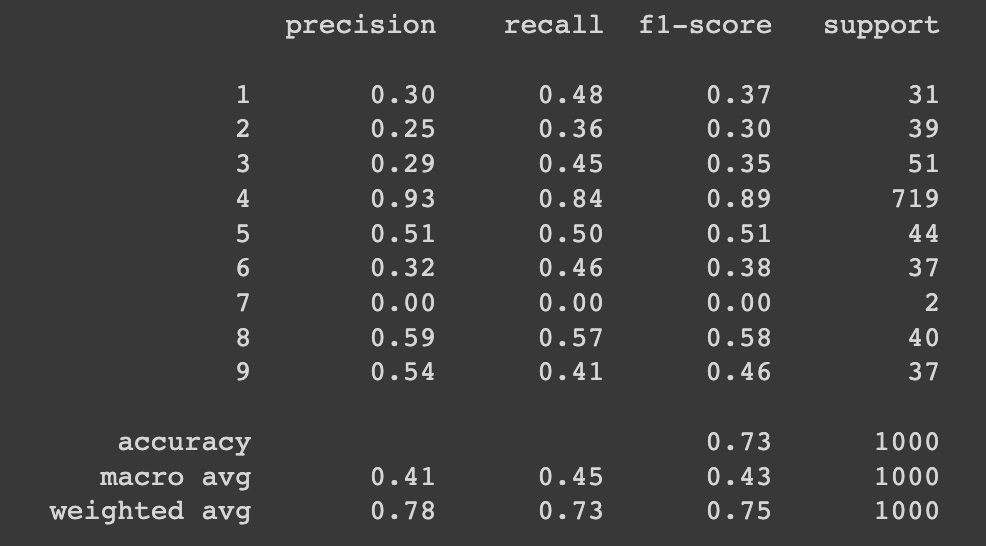 precision recall f1-score support
1 0.30 0.48 0.37 31
2 0.25 0.36 0.30 39
3 0.29 0.45 0.35 51
4 0.93 0.84 0.89 719
5 0.51 0.50 0.51 44
6 0.32 0.46 0.38 37
7 0.00 0.00 0.00 2
8 0.59 0.57 0.58 40
9 0.54 0.41 0.46 37
accuracy 0.73 1000
macro avg 0.41 0.45 0.43 1000
weighted avg 0.78 0.73 0.75 1000